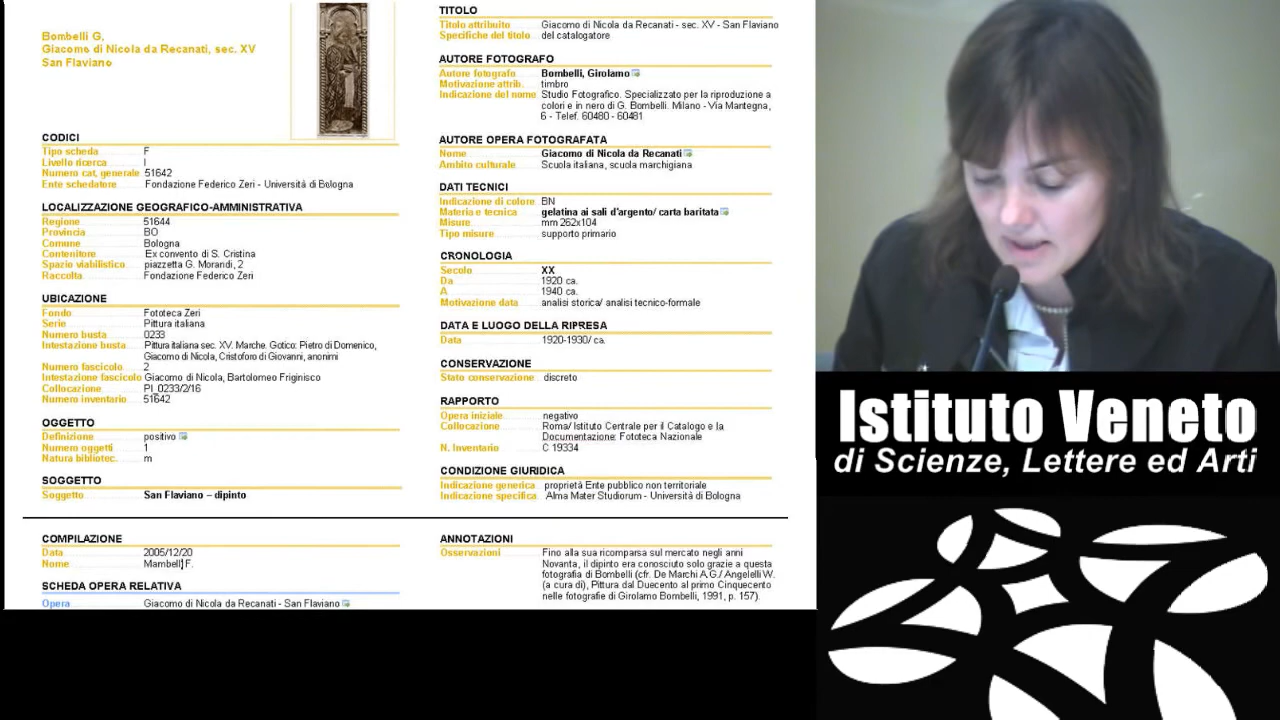 Bombelli G,
Giacomo di Nicola da Recanati, sec. XV
San Flaviano
CODICI
Tipo scheda F
Livello ricerca I
Numero cat. generale 51642
Ente schedatore Fondazione Federico Zeri - Università di Bologna
LOCALIZZAZIONE GEOGRAFICO-AMMINISTRATIVA
Regione 51644
Provincia BO
Comune Bologna
Contenitore Ex convento di S. Cristina
Spazio viabilistico piazzetta G. Morandi, 2
Raccolta Fondazione Federico Zeri
UBICAZIONE
Fondo Fototeca Zeri
Serie Pittura italiana
Numero busta 0233
Intestazione busta Pittura italiana sec. XV. Marche. Gotico: Pietro di Domenico,
Giacomo di Nicola, Cristoforo di Giovanni, anonimi
Numero fascicolo 2
Intestazione fascicolo Giacomo di Nicola, Bartolomeo Friginisco
Collocazione PI_0233/2/16
Numero inventario 51642
OGGETTO
Definizione positivo
Numero oggetti 1
Natura bibliotec. m
SOGGETTO
Soggetto San Flaviano – dipinto
COMPILAZIONE
Data 2005/12/20
Nome Mambelli F.
SCHEDA OPERA RELATIVA
Opera Giacomo di Nicola da Recanati - San Flaviano
TITOLO
Titolo attribuito Giacomo di Nicola da Recanati - sec. XV - San Flaviano
Specifiche del titolo del catalogatore
AUTORE FOTOGRAFO
Autore fotografo Bombelli, Girolamo
Motivazione attrib. timbro
Indicazione del nome Studio Fotografico. Specializzato per la riproduzione a
colori e in nero di G. Bombelli. Milano - Via Mantegna,
6 - Telef. 60480 - 60481
AUTORE OPERA FOTOGRAFATA
Nome Giacomo di Nicola da Recanati
Ambito culturale Scuola italiana, scuola marchigiana
DATI TECNICI
Indicazione di colore BN
Materia e tecnica gelatina ai sali d'argento/ carta baritata
Misure mm 262x104
Tipo misure supporto primario
CRONOLOGIA
Secolo XX
Da 1920 ca.
A 1940 ca.
Motivazione data analisi storica/ analisi tecnico-formale
DATA E LUOGO DELLA RIPRESA
Data 1920-1930/ ca.
CONSERVAZIONE
Stato conservazione discreto
RAPPORTO
Opera iniziale negativo
Collocazione Roma/ Istituto Centrale per il Catalogo e la
Documentazione: Fototeca Nazionale
N. Inventario C 19334
CONDIZIONE GIURIDICA
Indicazione generica proprietà Ente pubblico non territoriale
Indicazione specifica Alma Mater Studiorum - Università di Bologna
ANNOTAZIONI
Osservazioni Fino alla sua ricomparsa sul mercato negli anni
Novanta, il dipinto era conosciuto solo grazie a questa
fotografia di Bombelli (cfr. De Marchi A.G./ Angelelli W.
(a cura di), Pittura dal Duecento al primo Cinquecento
nelle fotografie di Girolamo Bombelli, 1991, p. 157).
Istituto Veneto
di Scienze, Lettere ed Arti